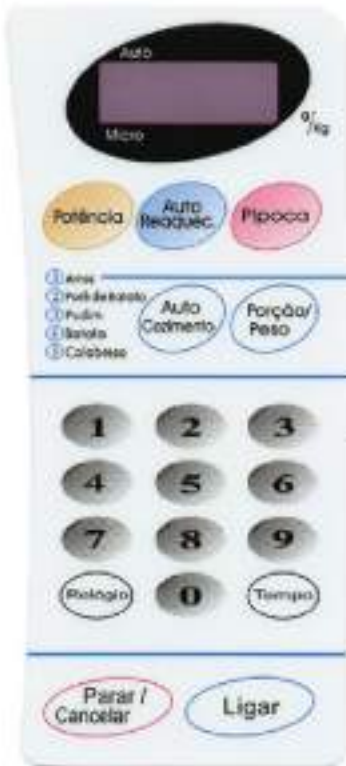 Auto
g/Kg
Micro
Potência
Auto Reaquec.
Pipoca
① Arroz
② Purê de Batata
③ Pudim
④ Batata
⑤ Calabresa
Auto Cozimento
Porção/ Peso
1 2 3
4 5 6
7 8 9
Relógio 0 Tempo
Parar / Cancelar
Ligar